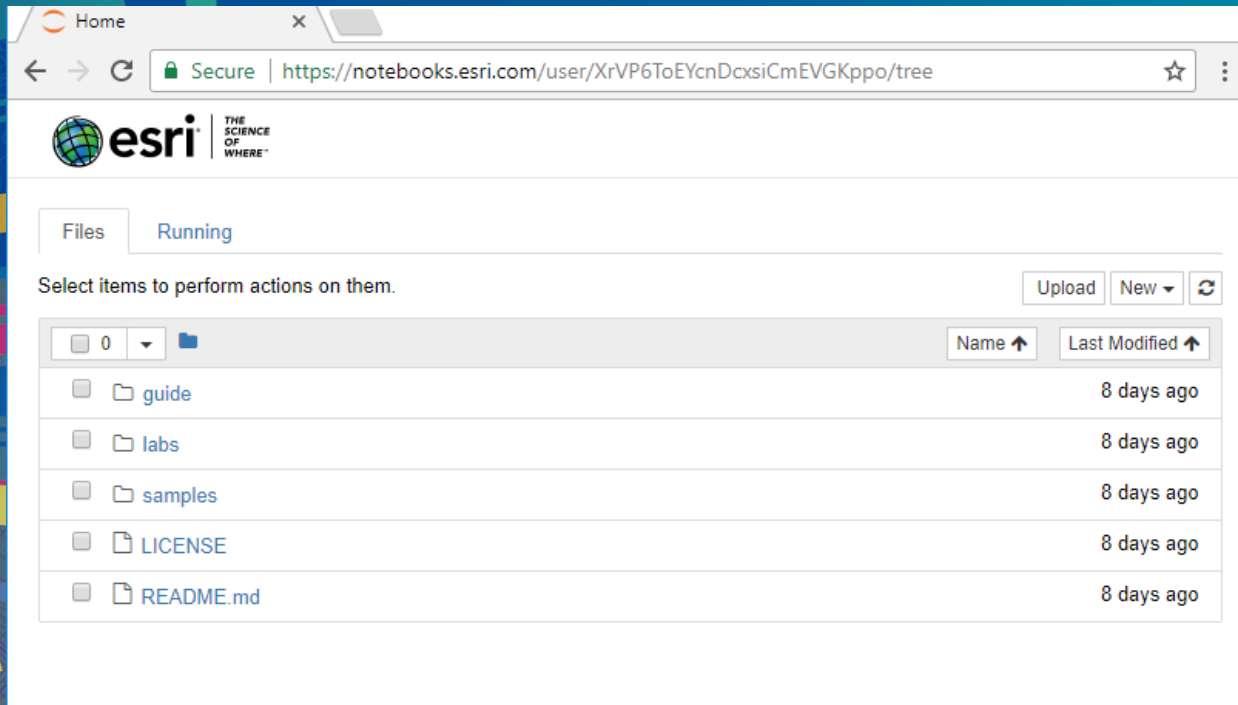 Home
Secure | https://notebooks.esri.com/user/XrVP6ToEYcnDcxsiCmEVGKppo/tree
esri
THE
SCIENCE
OF
WHERE™
Files Running
Select items to perform actions on them.
Upload New
0 Name Last Modified
guide 8 days ago
labs 8 days ago
samples 8 days ago
LICENSE 8 days ago
README.md 8 days ago